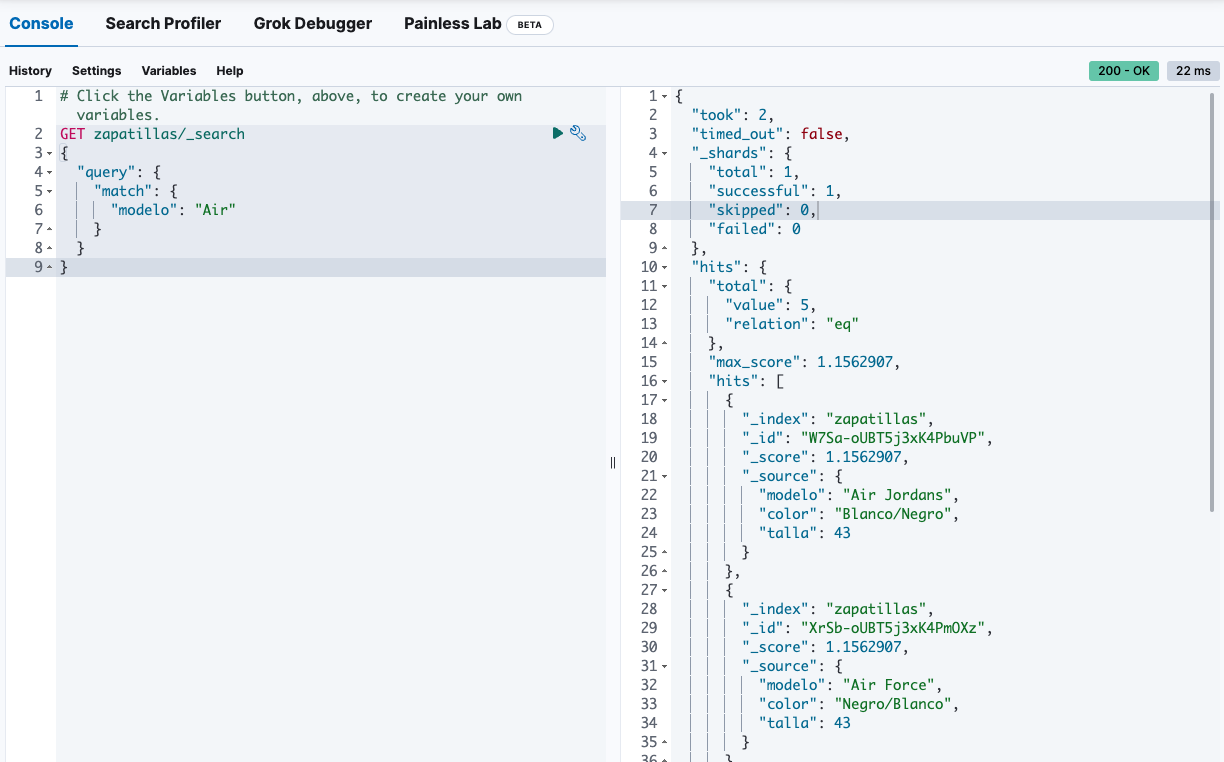 Console Search Profiler Grok Debugger Painless Lab BETA
History Settings Variables Help 200 - OK 22 ms
1 # Click the Variables button, above, to create your own
variables.
2 GET zapatillas/_search
3 {
4 "query": {
5 "match": {
6 "modelo": "Air"
7 }
8 }
9 }
1 {
2 "took": 2,
3 "timed_out": false,
4 "_shards": {
5 "total": 1,
6 "successful": 1,
7 "skipped": 0,
8 "failed": 0
9 },
10 "hits": {
11 "total": {
12 "value": 5,
13 "relation": "eq"
14 },
15 "max_score": 1.1562907,
16 "hits": [
17 {
18 "_index": "zapatillas",
19 "_id": "W7Sa-oUBT5j3xK4PbuVP",
20 "_score": 1.1562907,
21 "_source": {
22 "modelo": "Air Jordans",
23 "color": "Blanco/Negro",
24 "talla": 43
25 }
26 },
27 {
28 "_index": "zapatillas",
29 "_id": "XrSb-oUBT5j3xK4PmOXz",
30 "_score": 1.1562907,
31 "_source": {
32 "modelo": "Air Force",
33 "color": "Negro/Blanco",
34 "talla": 43
35 }
36 }